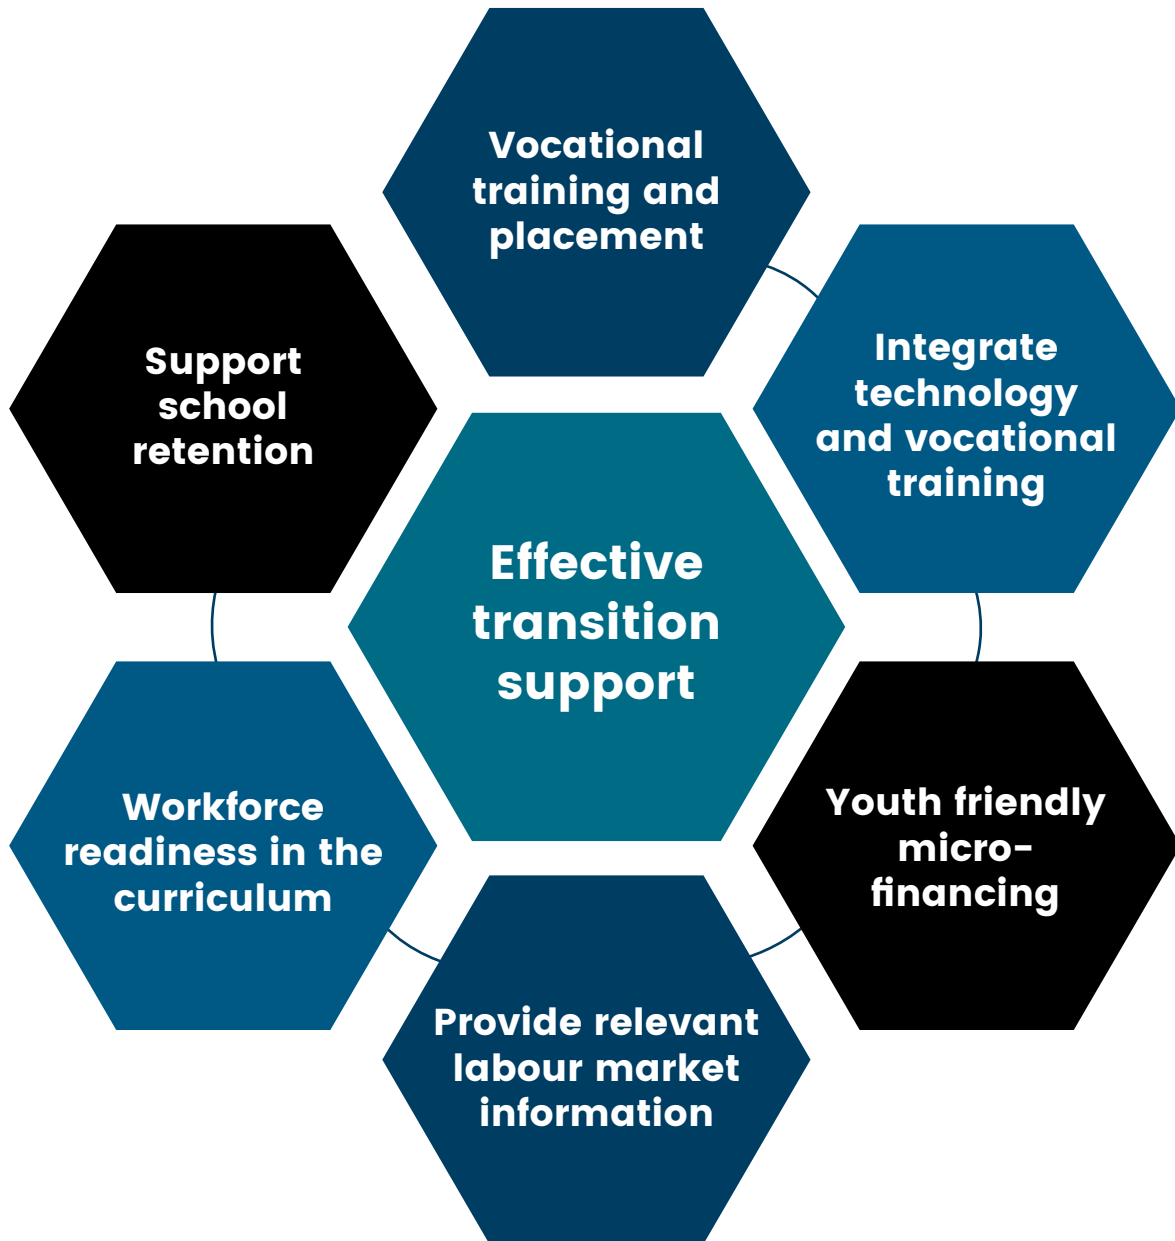 Vocational
training and
placement
Integrate
technology
and vocational
training
Support
school
retention
Effective
transition
support
Youth friendly
micro-
financing
Workforce
readiness in the
curriculum
Provide relevant
labour market
information